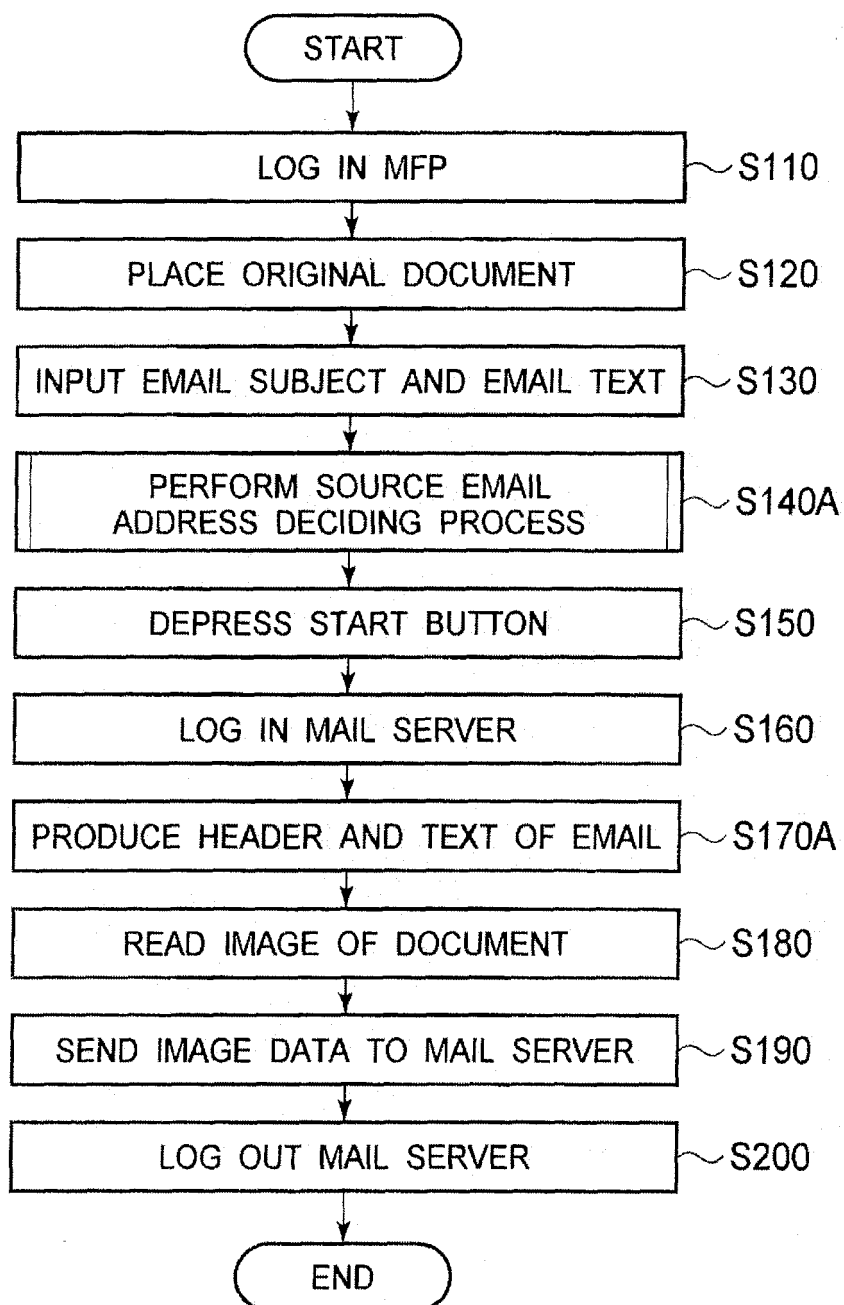 START
LOG IN MFP S110
PLACE ORIGINAL DOCUMENT S120
INPUT EMAIL SUBJECT AND EMAIL TEXT S130
PERFORM SOURCE EMAIL
ADDRESS DECIDING PROCESS S140A
DEPRESS START BUTTON S150
LOG IN MAIL SERVER S160
PRODUCE HEADER AND TEXT OF EMAIL S170A
READ IMAGE OF DOCUMENT S180
SEND IMAGE DATA TO MAIL SERVER S190
LOG OUT MAIL SERVER S200
END